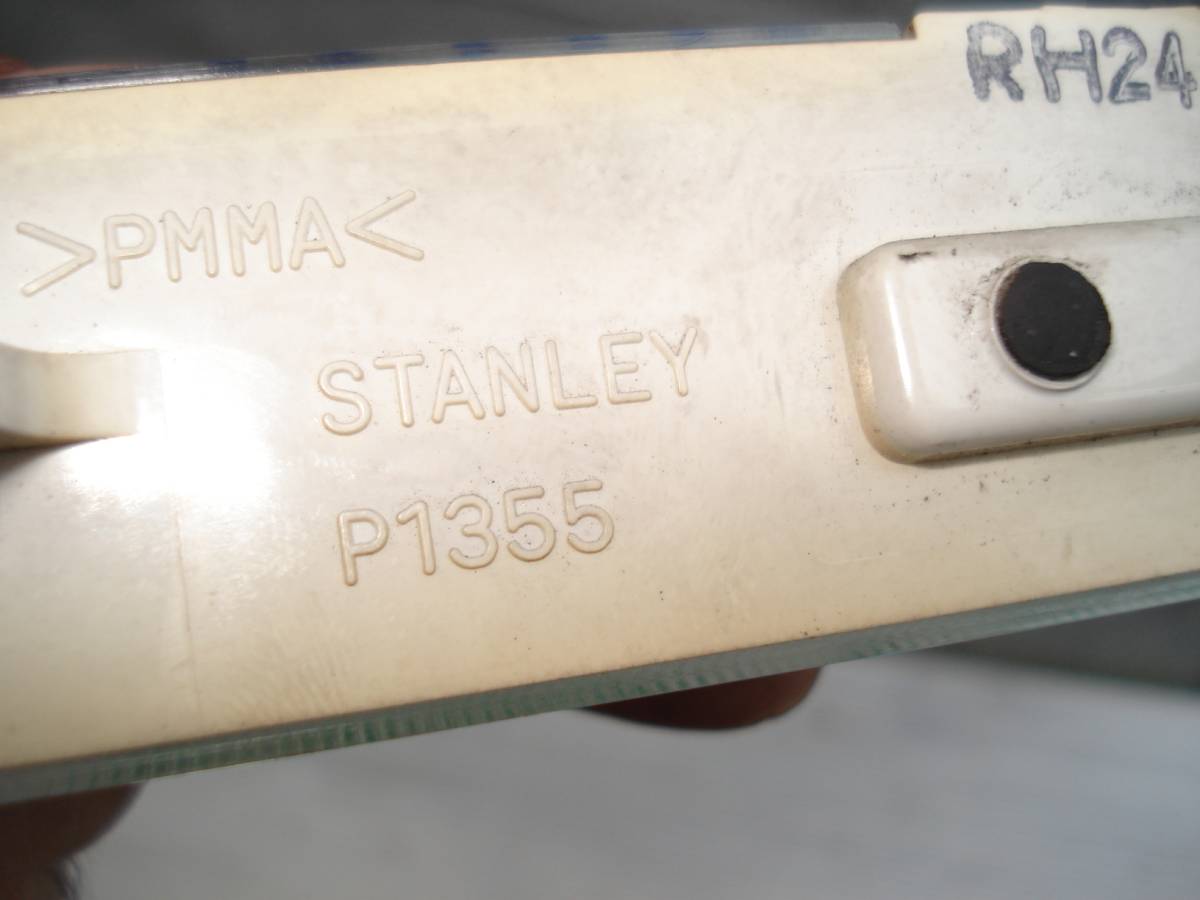 RH24
>PMMA<
STANLEY
P1355